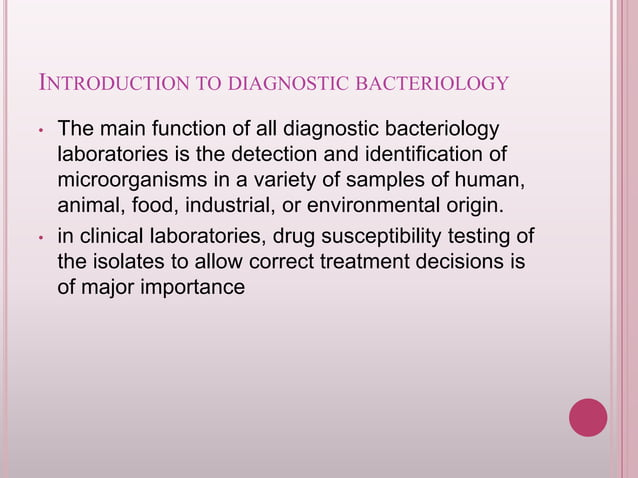 INTRODUCTION TO DIAGNOSTIC BACTERIOLOGY
• The main function of all diagnostic bacteriology
laboratories is the detection and identification of
microorganisms in a variety of samples of human,
animal, food, industrial, or environmental origin.
• in clinical laboratories, drug susceptibility testing of
the isolates to allow correct treatment decisions is
of major importance